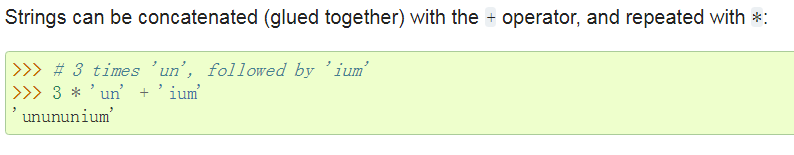 Strings can be concatenated (glued together) with the + operator, and repeated with *:
>>> # 3 times 'un', followed by 'ium'
>>> 3 * 'un' + 'ium'
'unununium'